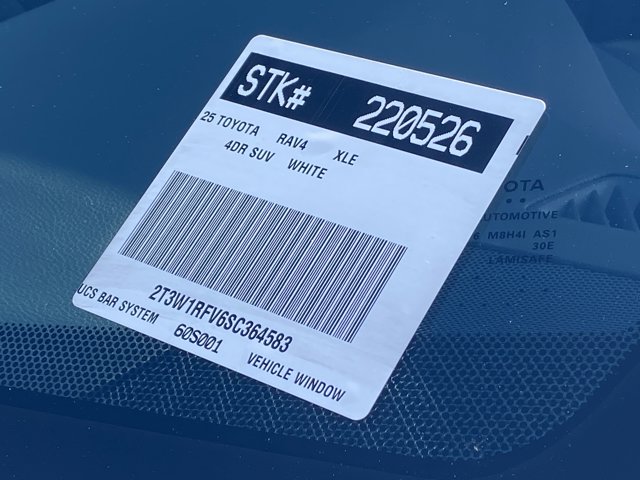 STK# 220526
25 TOYOTA RAV4 XLE
4DR SUV WHITE
2T3W1RFV6SC364583
UCS BAR SYSTEM 60S001 VEHICLE WINDOW
OTA
UTOMOTIVE
M8H4I AS1
30E
LAMISAFE